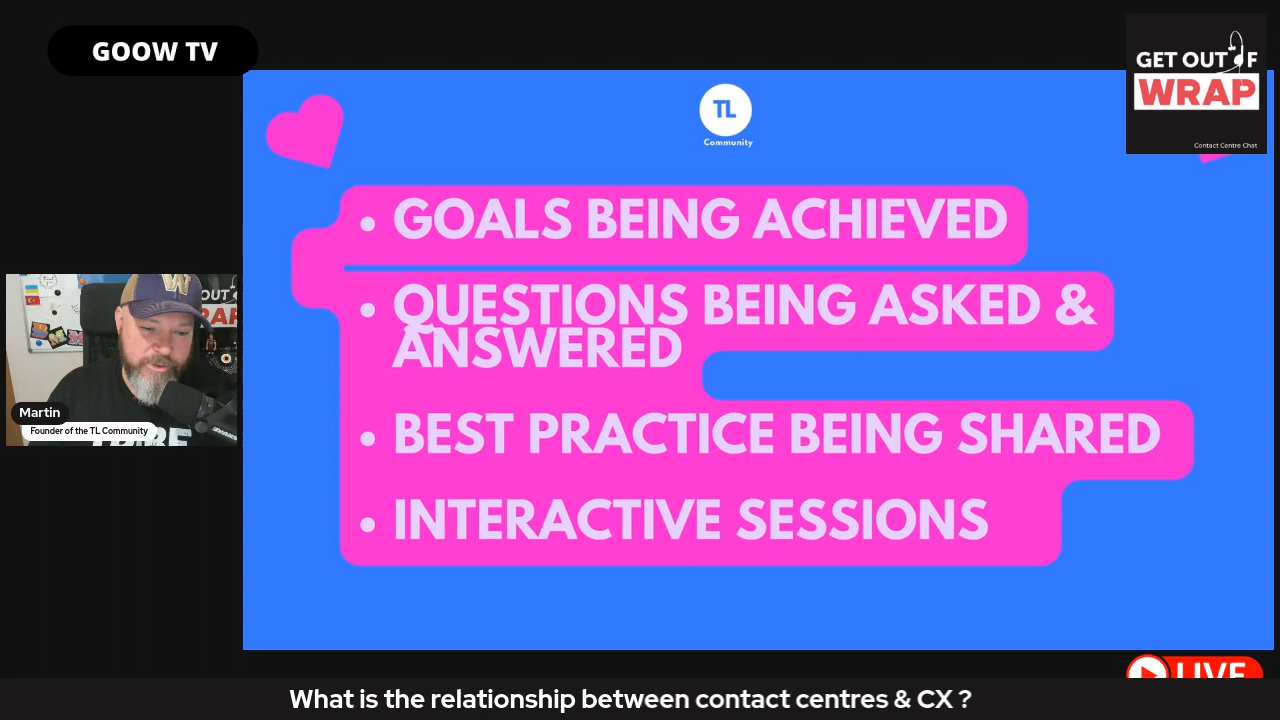 GOOW TV
GET OUT OF
WRAP
Contact Centre Chat
TL
Community
• GOALS BEING ACHIEVED
• QUESTIONS BEING ASKED &
ANSWERED
• BEST PRACTICE BEING SHARED
• INTERACTIVE SESSIONS
W
OUT
Martin
Founder of the TL Community
LIVE
What is the relationship between contact centres & CX ?